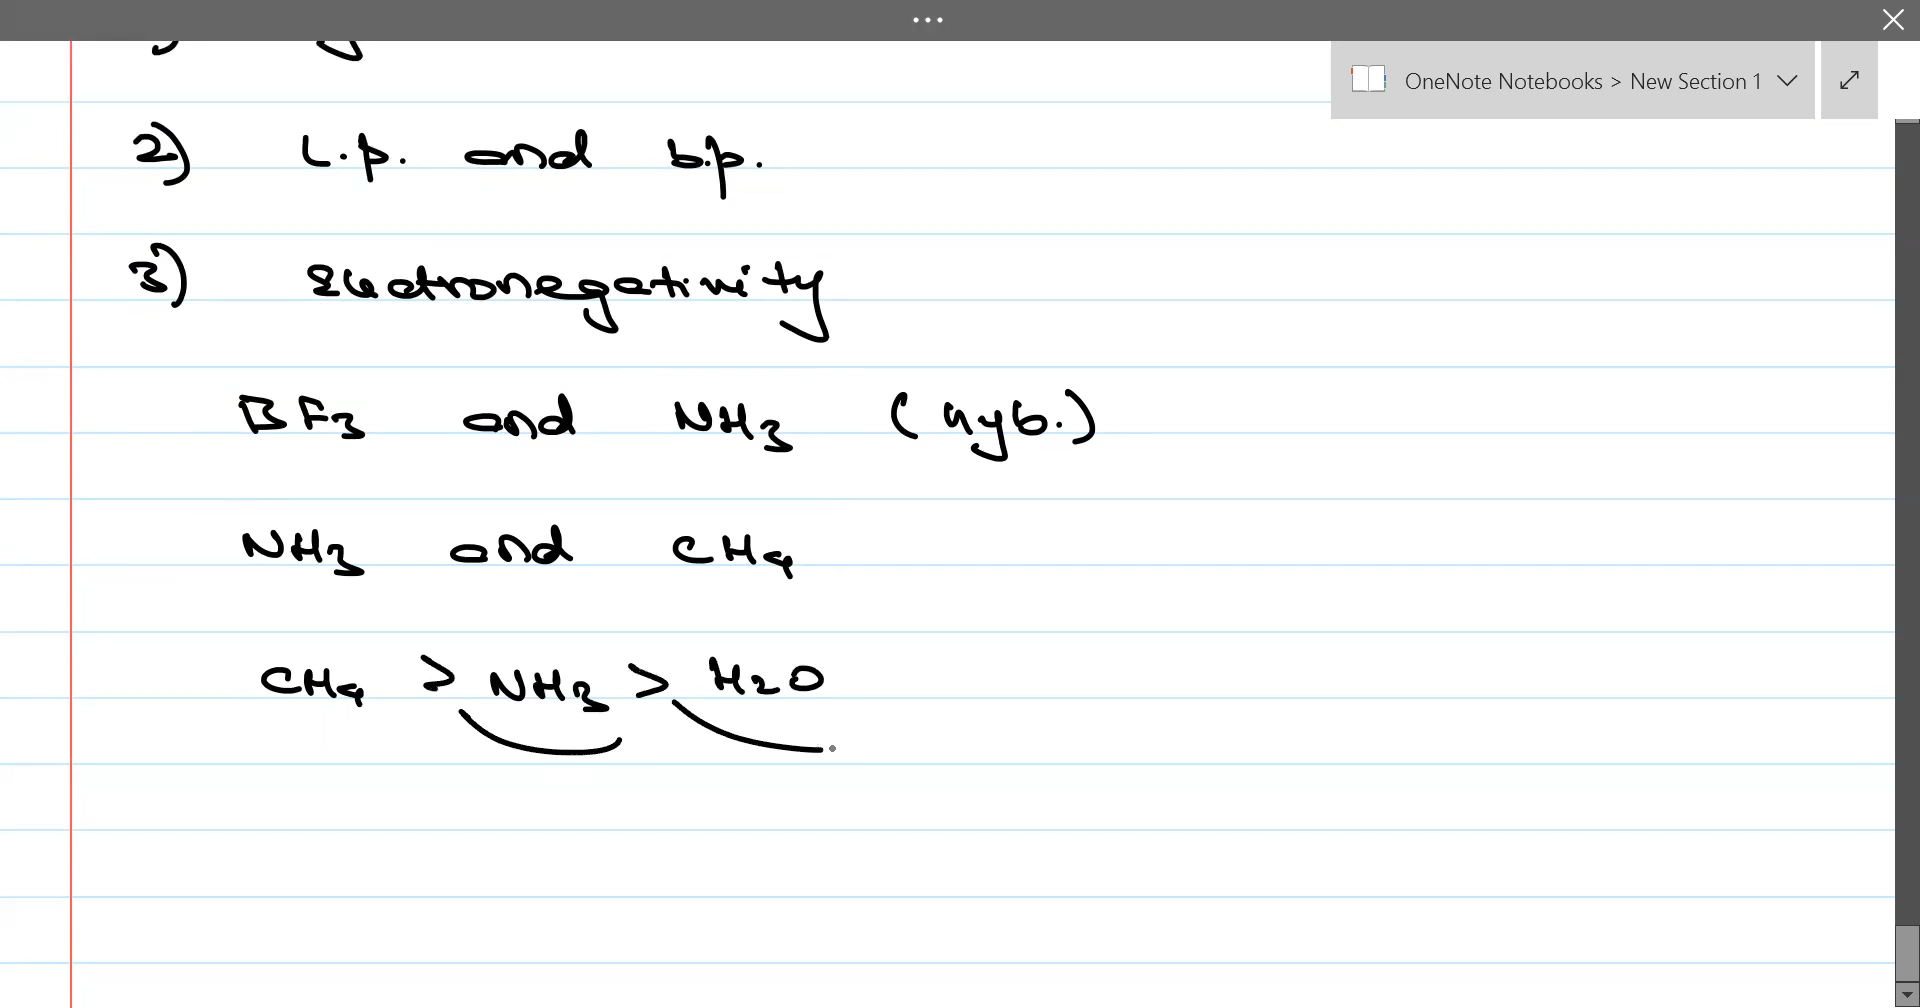 OneNote Notebooks > New Section 1
2) L.p. and b.p.
3) Electronegativity
BF3 and NH3 (hyb.)
NH3 and CH4
CH4 > NH3 > H2O